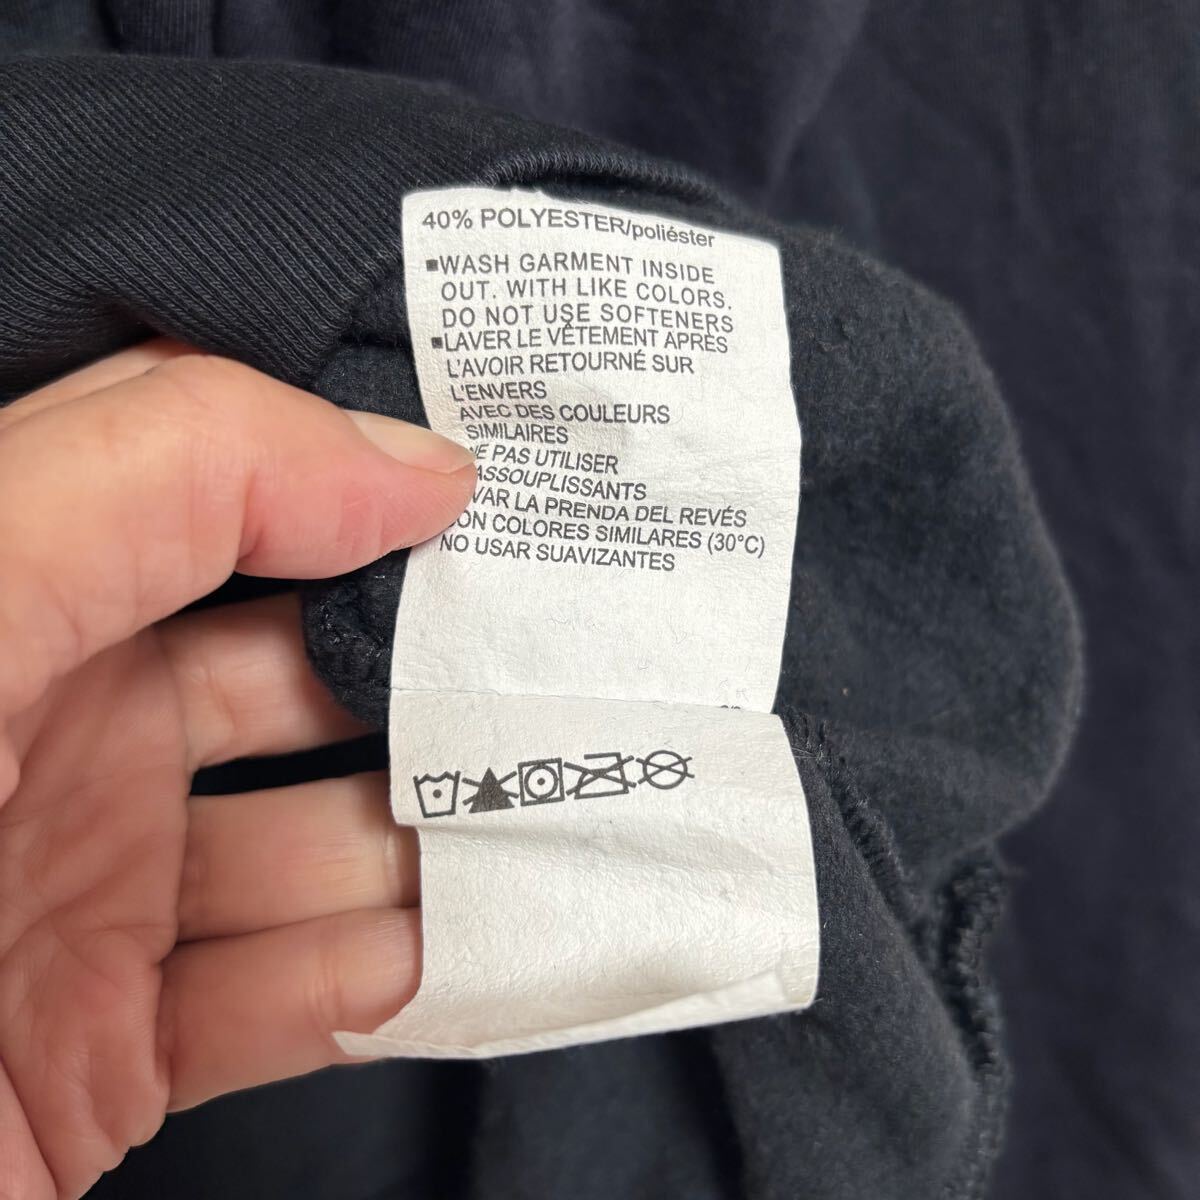 40% POLYESTER/poliéster
▪WASH GARMENT INSIDE
OUT. WITH LIKE COLORS.
DO NOT USE SOFTENERS
▪LAVER LE VÊTEMENT APRÈS
L'AVOIR RETOURNÉ SUR
L'ENVERS
AVEC DES COULEURS
SIMILAIRES
NE PAS UTILISER
ASSOUPLISSANTS
VAR LA PRENDA DEL REVÉS
CON COLORES SIMILARES (30°C)
NO USAR SUAVIZANTES